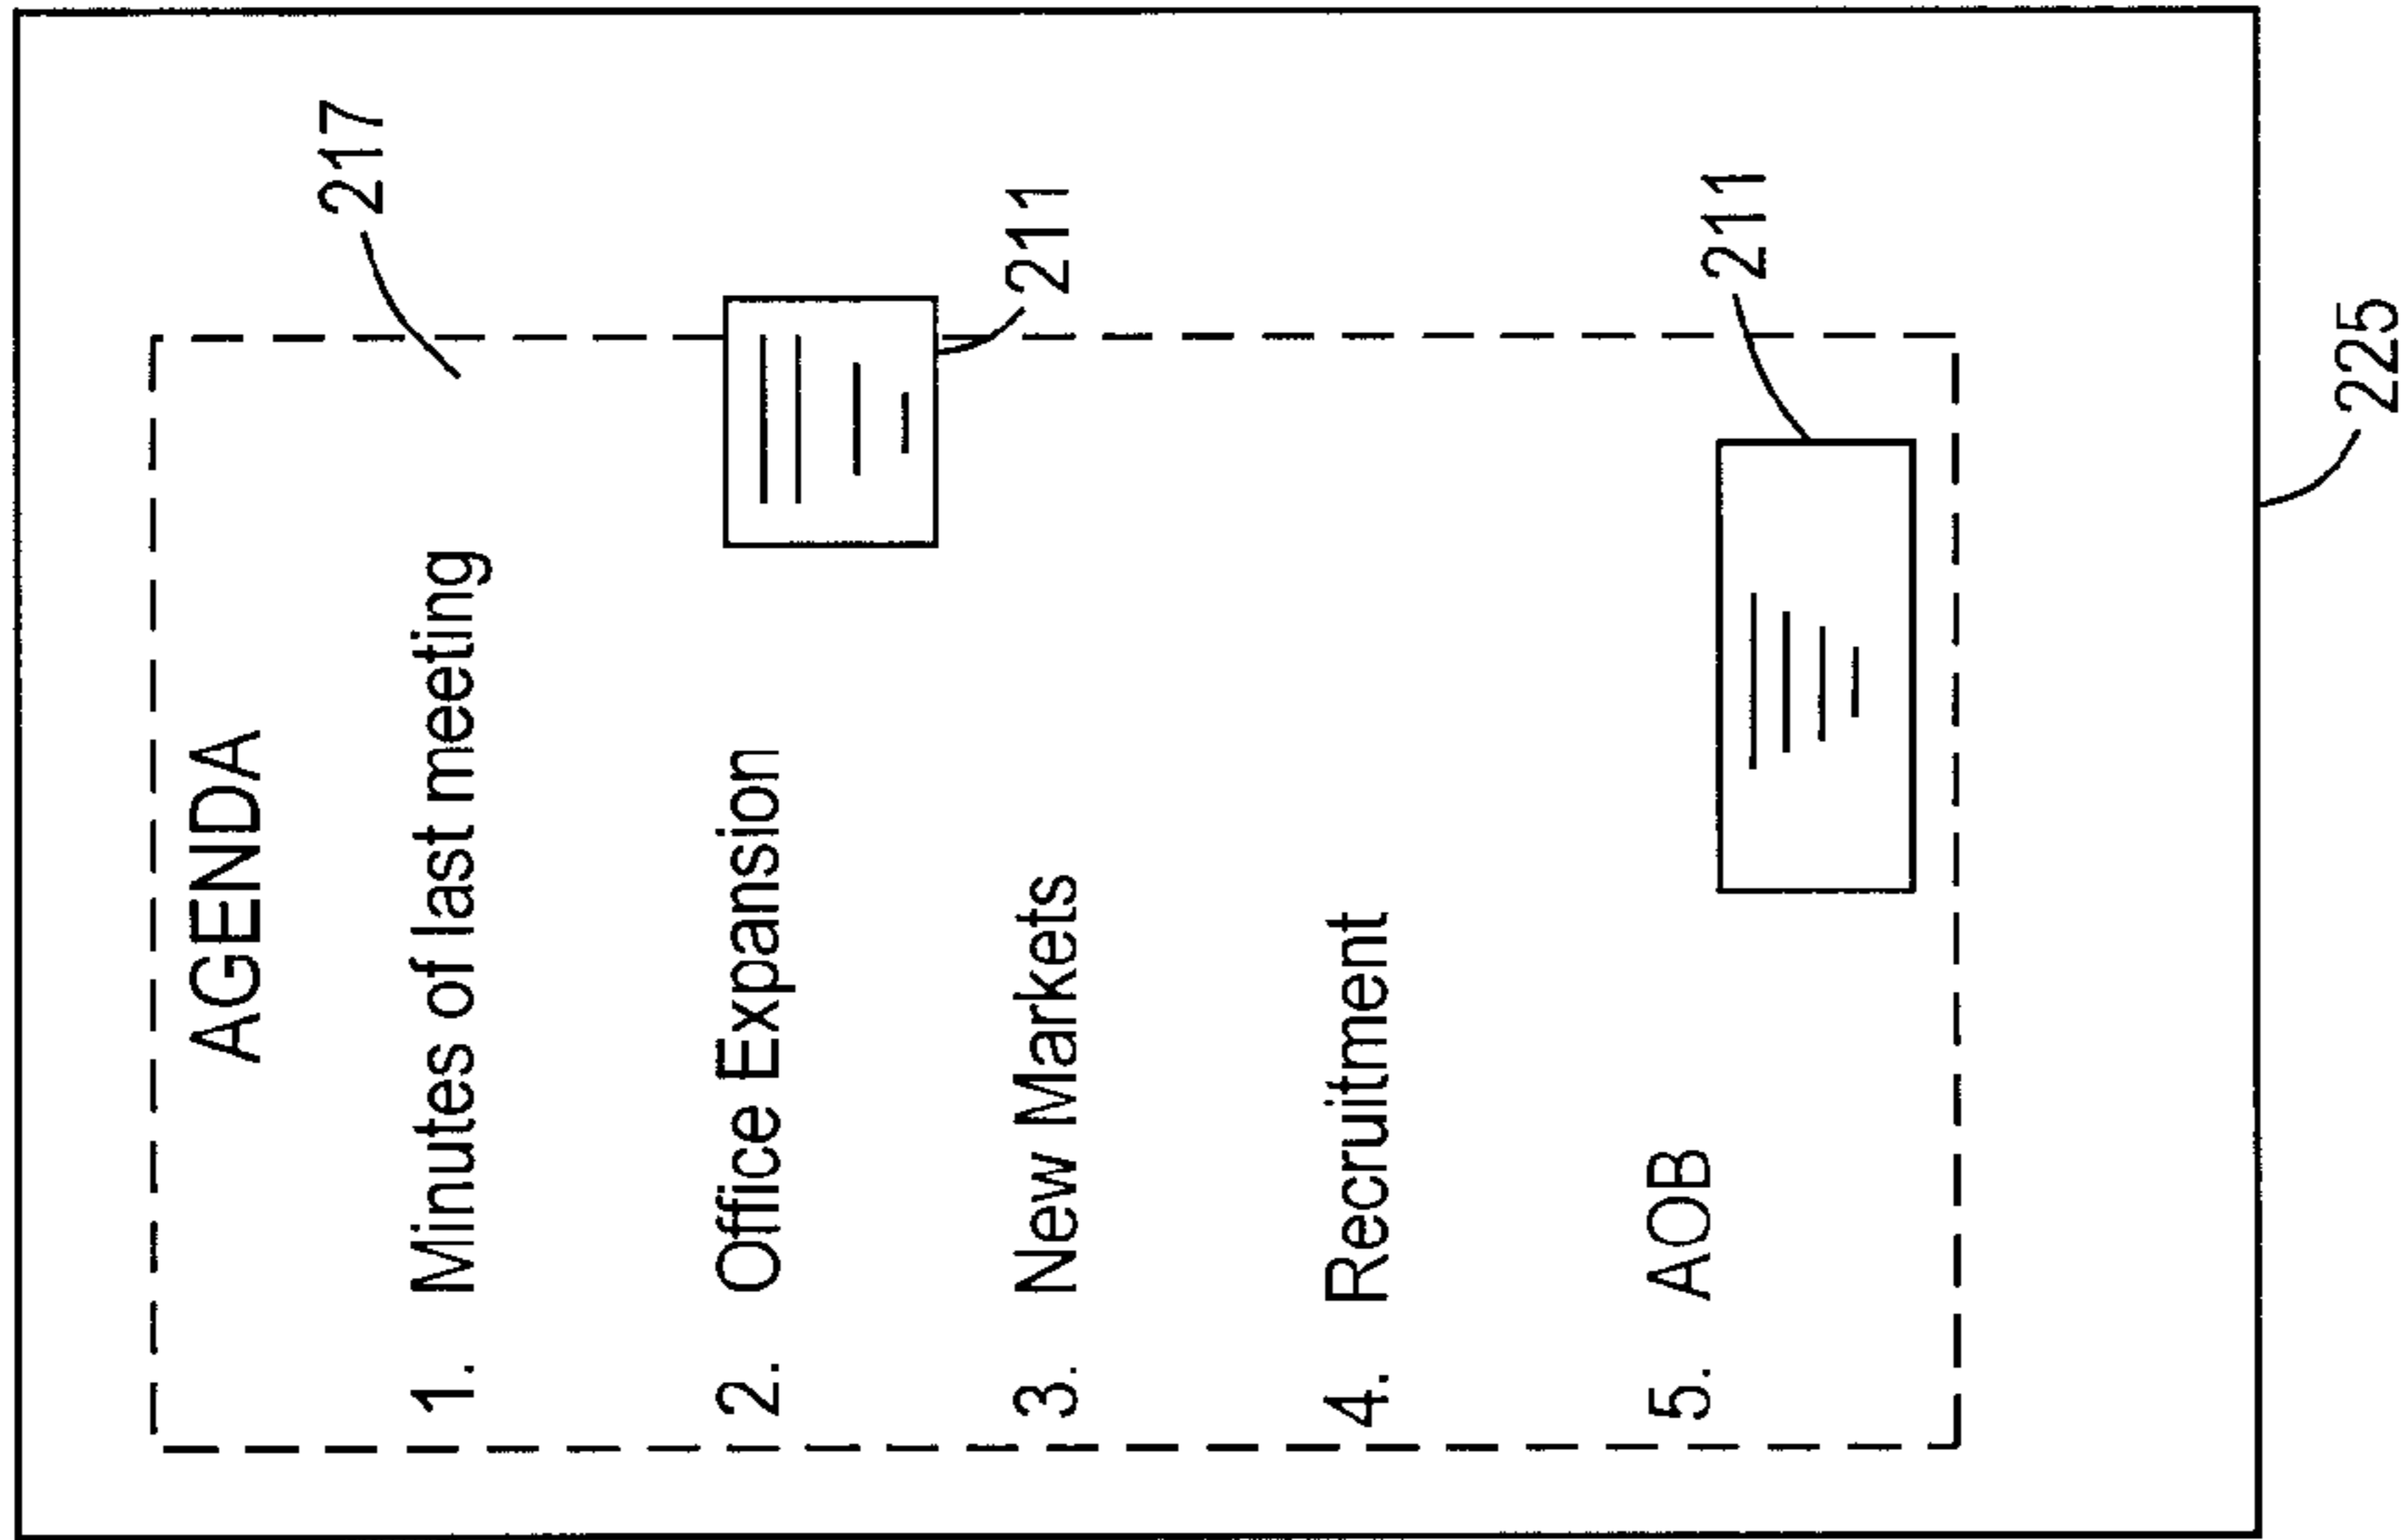 AGENDA
217
1. Minutes of last meeting
2. Office Expansion
211
3. New Markets
4. Recruitment
5. AOB
211
225